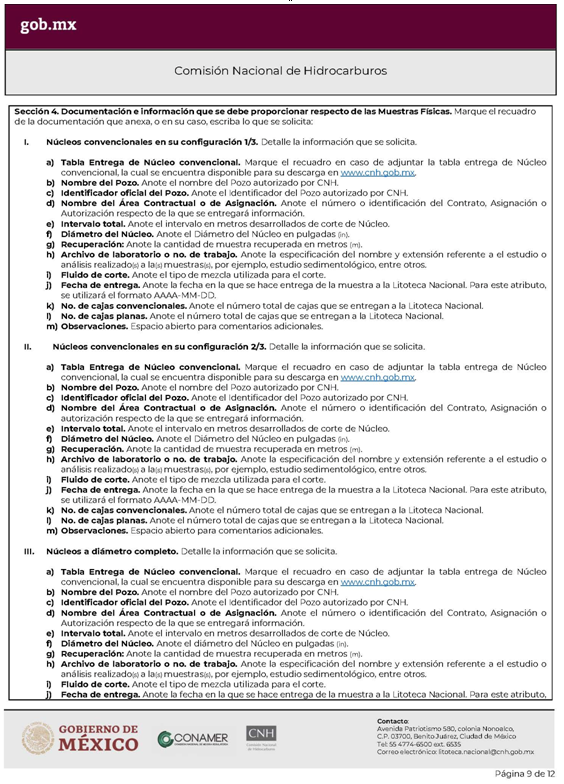 gob.mx
Comisión Nacional de Hidrocarburos
Sección 4. Documentación e información que se debe proporcionar respecto de las Muestras Físicas. Marque el recuadro
de la documentación que anexa, o en su caso, escriba lo que se solicita:
I. Núcleos convencionales en su configuración 1/3. Detalle la información que se solicita.
a) Tabla Entrega de Núcleo convencional. Marque el recuadro en caso de adjuntar la tabla entrega de Núcleo
convencional, la cual se encuentra disponible para su descarga en www.cnh.gob.mx.
b) Nombre del Pozo. Anote el nombre del Pozo autorizado por CNH.
c) Identificador oficial del Pozo. Anote el Identificador del Pozo autorizado por CNH.
d) Nombre del Área Contractual o de Asignación. Anote el número o identificación del Contrato, Asignación o
Autorización respecto de la que se entregará información.
e) Intervalo total. Anote el intervalo en metros desarrollados de corte de Núcleo.
f) Diámetro del Núcleo. Anote el Diámetro del Núcleo en pulgadas (in).
g) Recuperación: Anote la cantidad de muestra recuperada en metros (m).
h) Archivo de laboratorio o no. de trabajo. Anote la especificación del nombre y extensión referente a el estudio o
análisis realizado(s) a la(s) muestras(s), por ejemplo, estudio sedimentológico, entre otros.
i) Fluido de corte. Anote el tipo de mezcla utilizada para el corte.
j) Fecha de entrega. Anote la fecha en la que se hace entrega de la muestra a la Litoteca Nacional. Para este atributo,
se utilizará el formato AAAA-MM-DD.
k) No. de cajas convencionales. Anote el número total de cajas que se entregan a la Litoteca Nacional.
l) No. de cajas planas. Anote el número total de cajas que se entregan a la Litoteca Nacional.
m) Observaciones. Espacio abierto para comentarios adicionales.
II. Núcleos convencionales en su configuración 2/3. Detalle la información que se solicita.
a) Tabla Entrega de Núcleo convencional. Marque el recuadro en caso de adjuntar la tabla entrega de Núcleo
convencional, la cual se encuentra disponible para su descarga en www.cnh.gob.mx.
b) Nombre del Pozo. Anote el nombre del Pozo autorizado por CNH.
c) Identificador oficial del Pozo. Anote el Identificador del Pozo autorizado por CNH.
d) Nombre del Área Contractual o de Asignación. Anote el número o identificación del Contrato, Asignación o
autorización respecto de la que se entregará información.
e) Intervalo total. Anote el intervalo en metros desarrollados de corte de Núcleo.
f) Diámetro del Núcleo. Anote el Diámetro del Núcleo en pulgadas (in).
g) Recuperación. Anote la cantidad de muestra recuperada en metros (m).
h) Archivo de laboratorio o no. de trabajo. Anote la especificación del nombre y extensión referente a el estudio o
análisis realizado(s) a la(s) muestras(s), por ejemplo, estudio sedimentológico, entre otros.
i) Fluido de corte. Anote el tipo de mezcla utilizada para el corte.
j) Fecha de entrega. Anote la fecha en la que se hace entrega de la muestra a la Litoteca Nacional. Para este atributo,
se utilizará el formato AAAA-MM-DD.
k) No. de cajas convencionales. Anote el número total de cajas que se entregan a la Litoteca Nacional.
l) No. de cajas planas. Anote el número total de cajas que se entregan a la Litoteca Nacional.
m) Observaciones. Espacio abierto para comentarios adicionales.
III. Núcleos a diámetro completo. Detalle la información que se solicita.
a) Tabla Entrega de Núcleo convencional. Marque el recuadro en caso de adjuntar la tabla entrega de Núcleo
convencional, la cual se encuentra disponible para su descarga en www.cnh.gob.mx.
b) Nombre del Pozo. Anote el nombre del Pozo autorizado por CNH.
c) Identificador oficial del Pozo. Anote el Identificador del Pozo autorizado por CNH.
d) Nombre del Área Contractual o de Asignación. Anote el número o identificación del Contrato, Asignación o
Autorización respecto de la que se entregará información.
e) Intervalo total. Anote el intervalo en metros desarrollados de corte de Núcleo.
f) Diámetro del Núcleo. Anote el diámetro del Núcleo en pulgadas (in).
g) Recuperación: Anote la cantidad de muestra recuperada en metros (m).
h) Archivo de laboratorio o no. de trabajo. Anote la especificación del nombre y extensión referente a el estudio o
análisis realizado(s) a la(s) muestras(s), por ejemplo, estudio sedimentológico, entre otros.
i) Fluido de corte. Anote el tipo de mezcla utilizada para el corte.
j) Fecha de entrega. Anote la fecha en la que se hace entrega de la muestra a la Litoteca Nacional. Para este atributo,
GOBIERNO DE
MÉXICO
CONAMER
CNH
Comisión Nacional
de Hidrocarburos
Contacto:
Avenida Patriotismo 580, colonia Nonoalco,
C.P. 03700, Benito Juárez, Ciudad de México
Tel: 55 4774-6500 ext. 6535
Correo electrónico: litoteca.nacional@cnh.gob.mx
Página 9 de 12